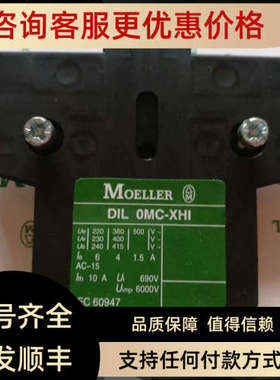 咨询客服更优惠价格
MOELLER
DIL 0MC-XHI
Ue 220 380 500 V~
Ue 230 400 V~
Ue 240 415 V~
Ie 6 4 1.5 A
AC-15
Ith 10 A Ui 690V
Uimp 6000V
EC 60947
号齐全
发顺丰
品质保障 值得信赖
支持任何付款方式